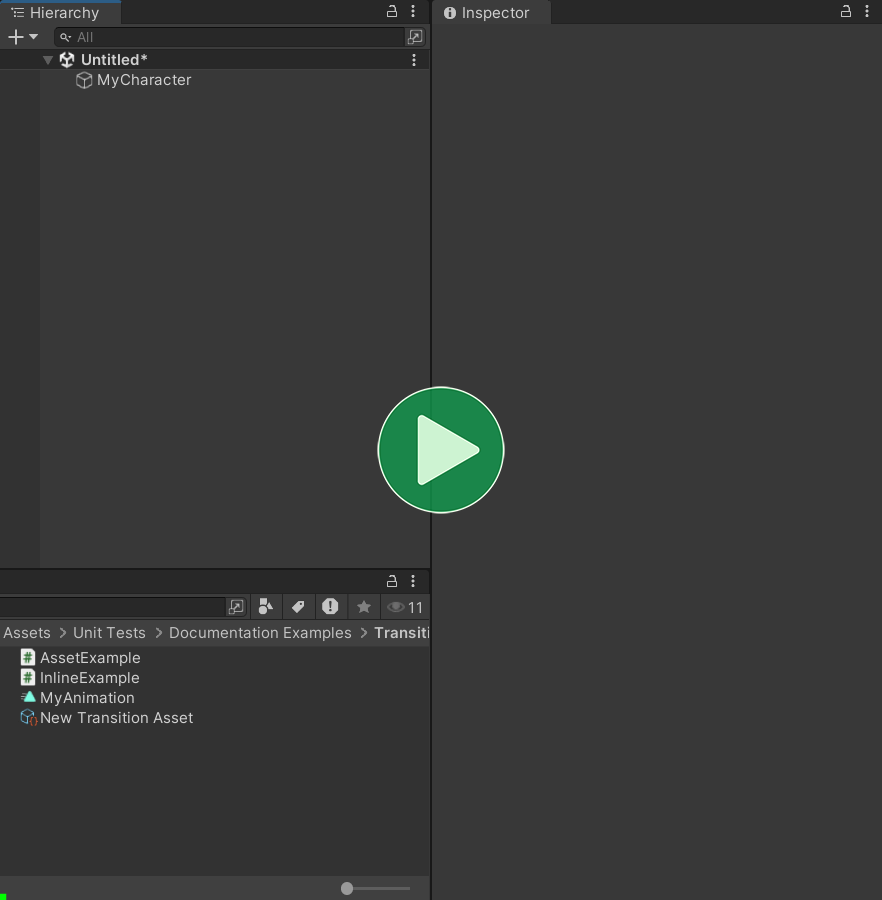 Hierarchy
All
Untitled*
MyCharacter
11
Assets > Unit Tests > Documentation Examples > Transiti
AssetExample
InlineExample
MyAnimation
New Transition Asset
Inspector